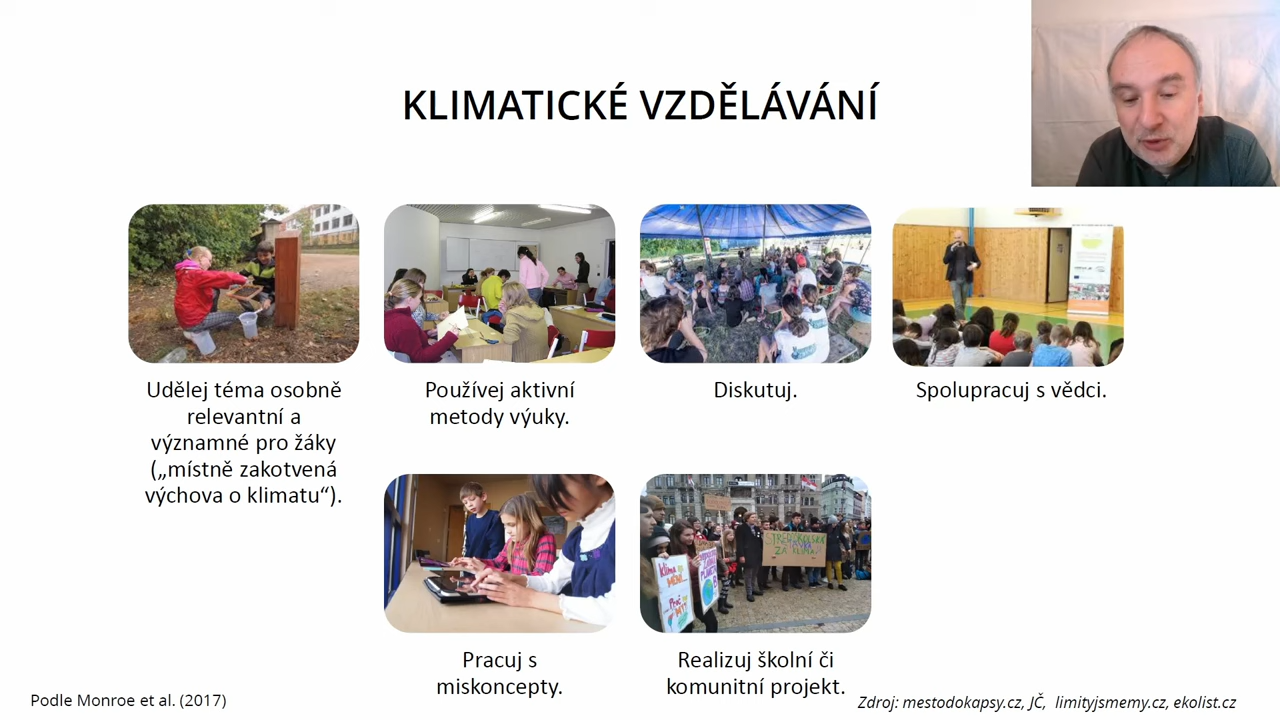 KLIMATICKÉ VZDĚLÁVÁNÍ
Udělej téma osobně
relevantní a
významné pro žáky
(„místně zakotvená
výchova o klimatu“).
Používej aktivní
metody výuky.
Diskutuj.
Spolupracuj s vědci.
Pracuj s
miskoncepty.
Realizuj školní či
komunitní projekt.
Podle Monroe et al. (2017)
Zdroj: mestodokapsy.cz, JČ, limityjsmemy.cz, ekolist.cz